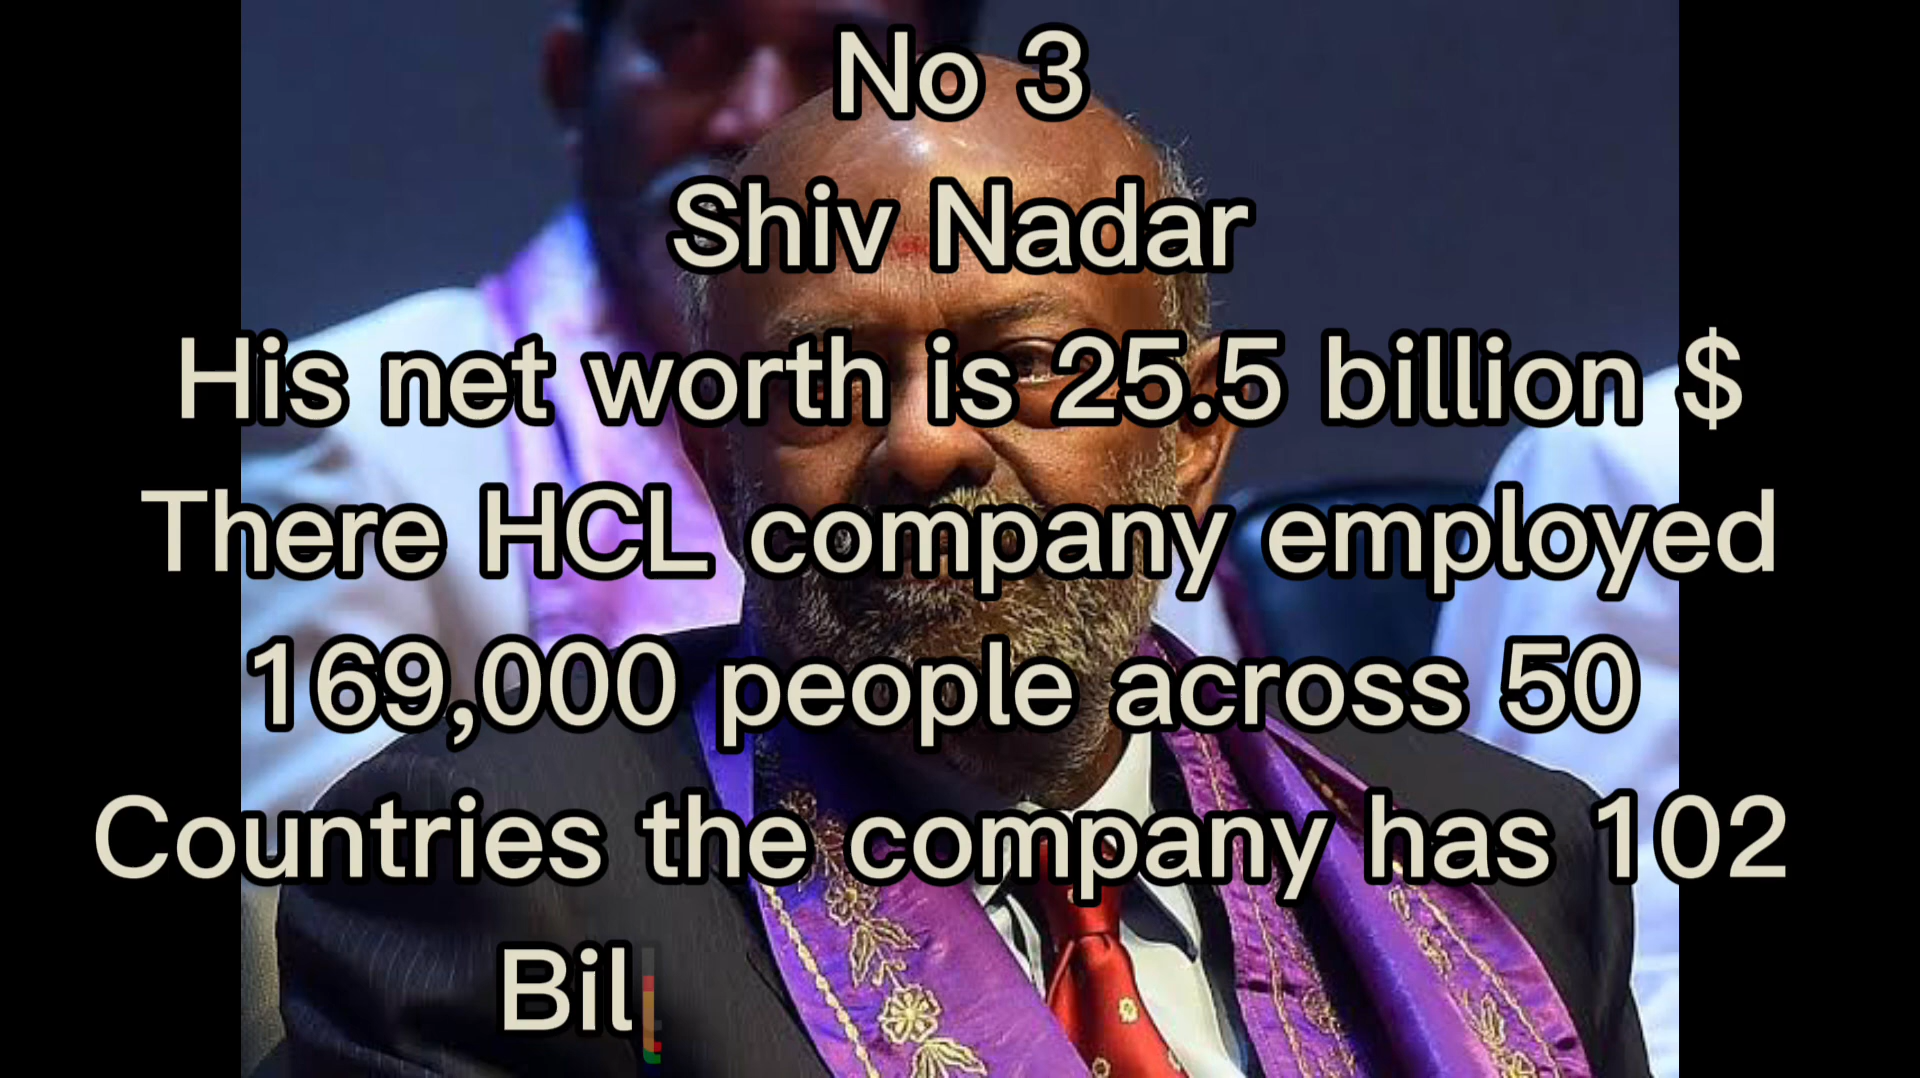 No 3
Shiv Nadar
His net worth is 25.5 billion $
There HCL company employed
169,000 people across 50
Countries the company has 102
Bil